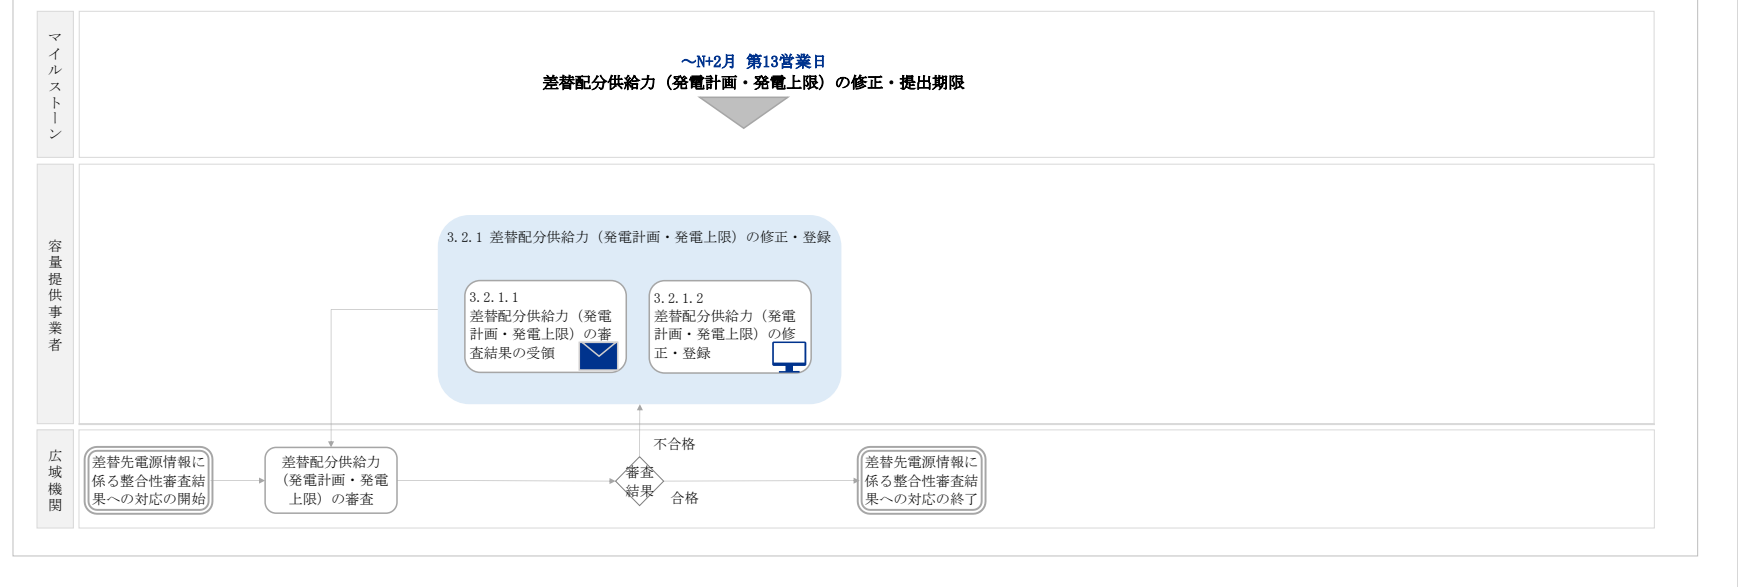 マイルストーン
～N+2月 第13営業日
差替配分供給力（発電計画・発電上限）の修正・提出期限
容量提供事業者
3.2.1 差替配分供給力（発電計画・発電上限）の修正・登録
3.2.1.1
差替配分供給力（発電
計画・発電上限）の審
査結果の受領
3.2.1.2
差替配分供給力（発電
計画・発電上限）の修
正・登録
広域機関
差替先電源情報に
係る整合性審査結
果への対応の開始
差替配分供給力
（発電計画・発電
上限）の審査
不合格
審査
結果
合格
差替先電源情報に
係る整合性審査結
果への対応の終了